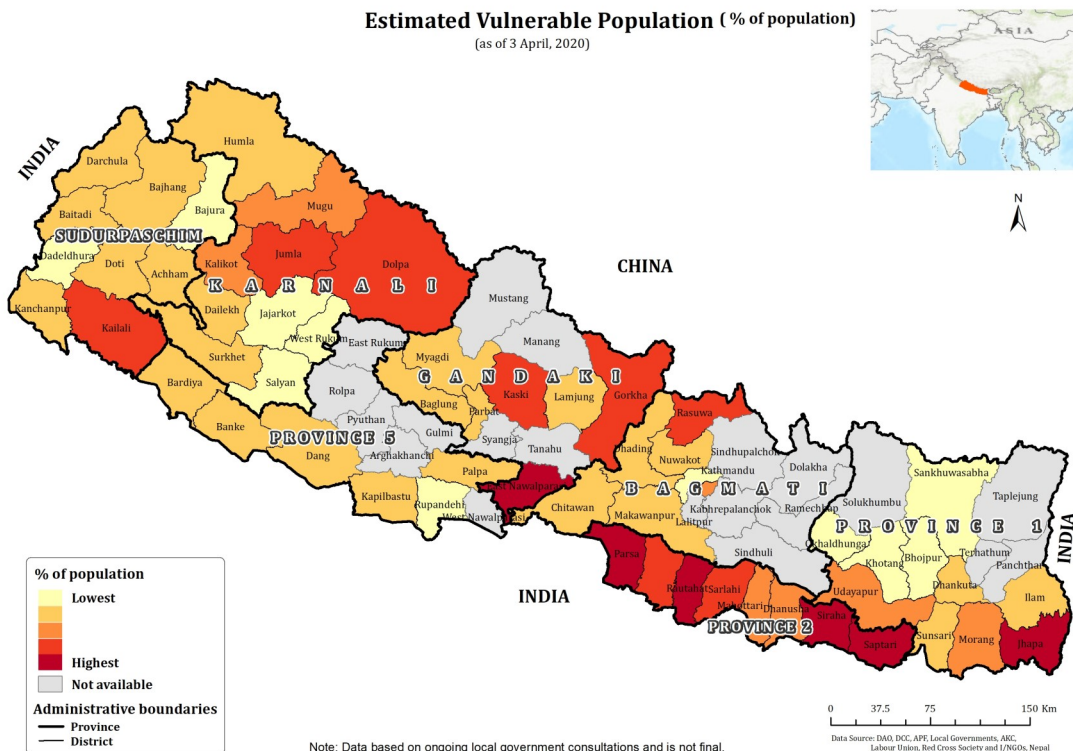 Estimated Vulnerable Population ( % of population)
(as of 3 April, 2020)
ASIA
N
INDIA
CHINA
INDIA
INDIA
Humla
Darchula
Bajhang
Bajura
Mugu
Baitadi
SUDURPASCHIM
Dadeldhura
Doti
Achham
Kalikot
Jumla
Dolpa
KARNALI
Kanchanpur
Kailali
Dailekh
Jajarkot
West Rukum
East Rukum
Surkhet
Salyan
Rolpa
Bardiya
Banke
Pyuthan
PROVINCE 5
Dang
Gulmi
Arghakhanchi
Kapilbastu
Palpa
Rupandehi
West Nawalparasi
East Nawalparasi
Mustang
Manang
Myagdi
GANDAKI
Kaski
Lamjung
Gorkha
Baglung
Parbat
Syangja
Tanahu
Rasuwa
Dhading
Nuwakot
Sindhupalchok
Kathmandu
Dolakha
BAGMATI
Chitawan
Makawanpur
Lalitpur
Kabhrepalanchok
Ramechhap
Sindhuli
Parsa
Rautahat
Sarlahi
Mahottari
Dhanusha
PROVINCE 2
Siraha
Saptari
Solukhumbu
Sankhuwasabha
Taplejung
PROVINCE 1
Okhaldhunga
Khotang
Bhojpur
Terhathum
Panchthar
Dhankuta
Udayapur
Ilam
Sunsari
Morang
Jhapa
% of population
Lowest
Highest
Not available
Administrative boundaries
Province
District
Note: Data based on ongoing local government consultations and is not final.
0 37.5 75 150 Km
Data Source: DAO, DCC, APF, Local Governments, AKC,
Labour Union, Red Cross Society and I/NGOs, Nepal